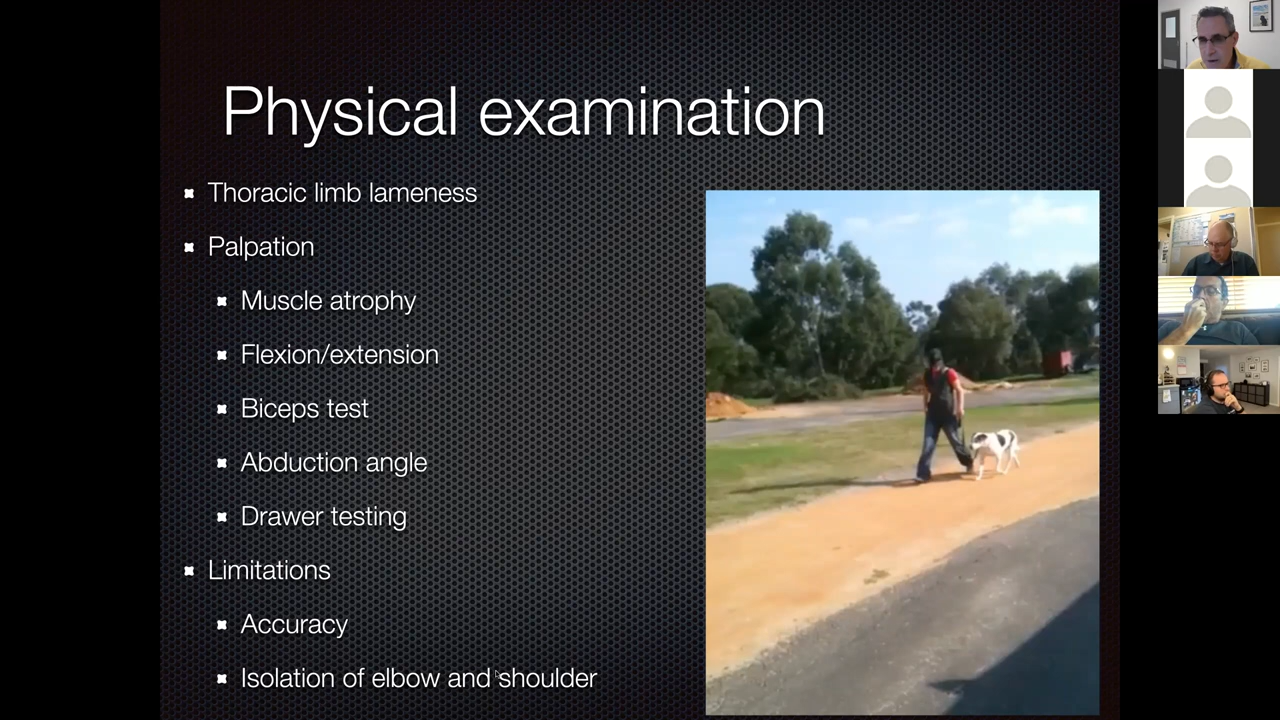 Physical examination
Thoracic limb lameness
Palpation
Muscle atrophy
Flexion/extension
Biceps test
Abduction angle
Drawer testing
Limitations
Accuracy
Isolation of elbow and shoulder